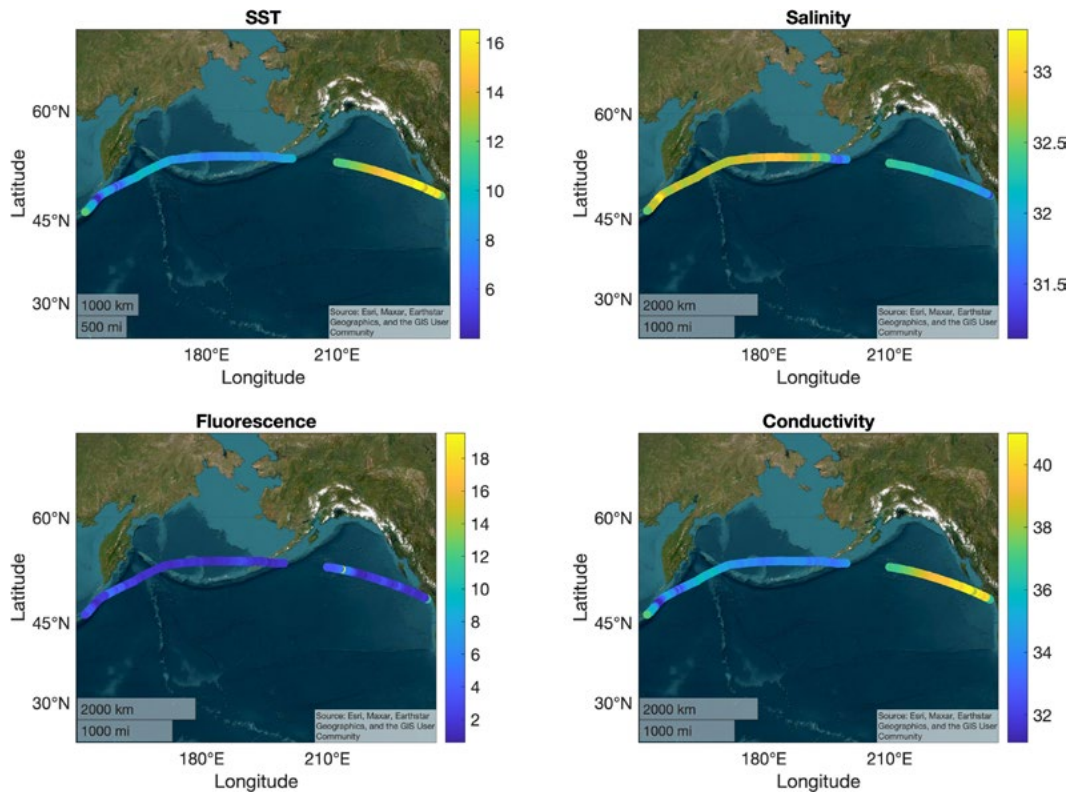 SST
16
14
12
10
8
6
60°N
45°N
30°N
Latitude
1000 km
500 mi
Source: Esri, Maxar, Earthstar
Geographics, and the GIS User
Community
180°E
210°E
Longitude
Salinity
33
32.5
32
31.5
60°N
45°N
30°N
Latitude
2000 km
1000 mi
Source: Esri, Maxar, Earthstar
Geographics, and the GIS User
Community
180°E
210°E
Longitude
Fluorescence
18
16
14
12
10
8
6
4
2
60°N
45°N
30°N
Latitude
2000 km
1000 mi
Source: Esri, Maxar, Earthstar
Geographics, and the GIS User
Community
180°E
210°E
Longitude
Conductivity
40
38
36
34
32
60°N
45°N
30°N
Latitude
2000 km
1000 mi
Source: Esri, Maxar, Earthstar
Geographics, and the GIS User
Community
180°E
210°E
Longitude